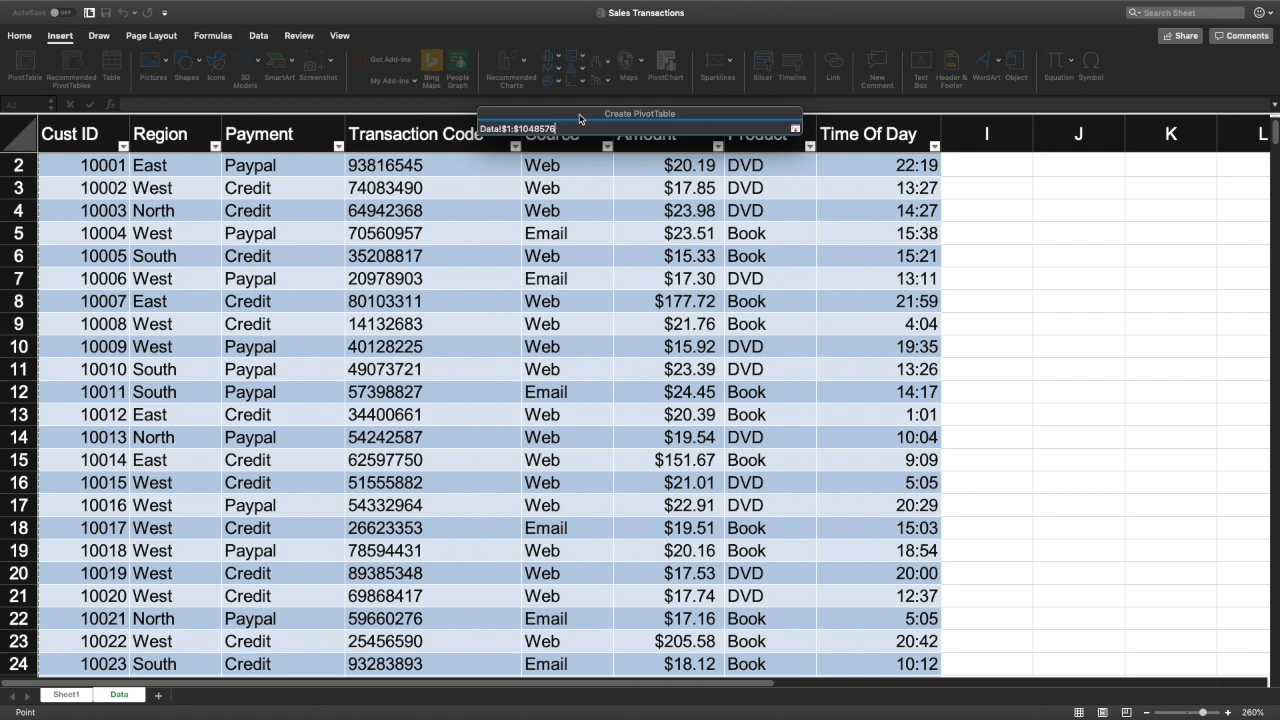 AutoSave OFF
Sales Transactions
Search Sheet
Home Insert Draw Page Layout Formulas Data Review View
Share Comments
PivotTable Recommended PivotTables Table Pictures Shapes Icons 3D Models SmartArt Screenshot Get Add-ins My Add-ins Bing Maps People Graph Recommended Charts Maps PivotChart Sparklines Slicer Timeline Link New Comment Text Box Header & Footer WordArt Object Equation Symbol
A3 fx
Create PivotTable
Data!$1:$1048576
Cust ID Region Payment Transaction Code Source Amount Product Time Of Day I J K L
2 10001 East Paypal 93816545 Web $20.19 DVD 22:19
3 10002 West Credit 74083490 Web $17.85 DVD 13:27
4 10003 North Credit 64942368 Web $23.98 DVD 14:27
5 10004 West Paypal 70560957 Email $23.51 Book 15:38
6 10005 South Credit 35208817 Web $15.33 Book 15:21
7 10006 West Paypal 20978903 Email $17.30 DVD 13:11
8 10007 East Credit 80103311 Web $177.72 Book 21:59
9 10008 West Credit 14132683 Web $21.76 Book 4:04
10 10009 West Paypal 40128225 Web $15.92 DVD 19:35
11 10010 South Paypal 49073721 Web $23.39 DVD 13:26
12 10011 South Paypal 57398827 Email $24.45 Book 14:17
13 10012 East Credit 34400661 Web $20.39 Book 1:01
14 10013 North Paypal 54242587 Web $19.54 DVD 10:04
15 10014 East Credit 62597750 Web $151.67 Book 9:09
16 10015 West Credit 51555882 Web $21.01 DVD 5:05
17 10016 West Paypal 54332964 Web $22.91 DVD 20:29
18 10017 West Credit 26623353 Email $19.51 Book 15:03
19 10018 West Paypal 78594431 Web $20.16 DVD 18:54
20 10019 West Credit 89385348 Web $17.53 DVD 20:00
21 10020 West Credit 69868417 Web $17.74 DVD 12:37
22 10021 North Paypal 59660276 Email $17.16 Book 5:05
23 10022 West Credit 25456590 Web $205.58 Book 20:42
24 10023 South Credit 93283893 Email $18.12 Book 10:12
Sheet1 Data +
Point
260%